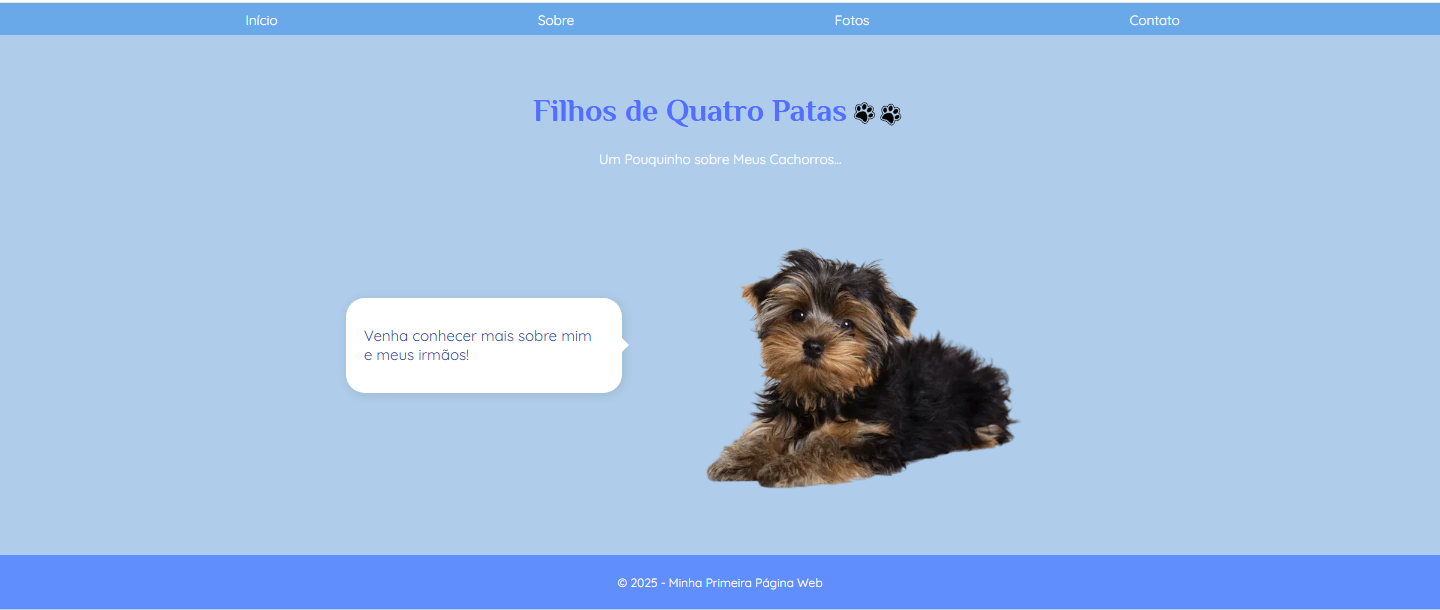 Início Sobre Fotos Contato
Filhos de Quatro Patas
Um Pouquinho sobre Meus Cachorros...
Venha conhecer mais sobre mim
e meus irmãos!
© 2025 - Minha Primeira Página Web